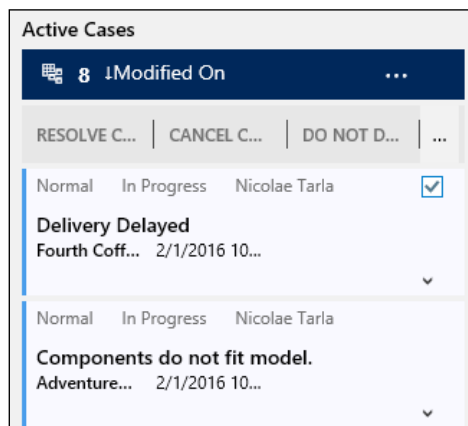 Active Cases
8 ↓Modified On ...
RESOLVE C... CANCEL C... DO NOT D... ...
Normal In Progress Nicolae Tarla
Delivery Delayed
Fourth Coff... 2/1/2016 10...
Normal In Progress Nicolae Tarla
Components do not fit model.
Adventure... 2/1/2016 10...